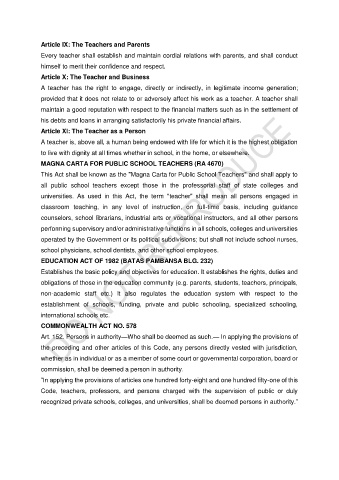 Article IX: The Teachers and Parents
Every teacher shall establish and maintain cordial relations with parents, and shall conduct
himself to merit their confidence and respect.
Article X: The Teacher and Business
A teacher has the right to engage, directly or indirectly, in legitimate income generation;
provided that it does not relate to or adversely affect his work as a teacher. A teacher shall
maintain a good reputation with respect to the financial matters such as in the settlement of
his debts and loans in arranging satisfactorily his private financial affairs.
Article XI: The Teacher as a Person
A teacher is, above all, a human being endowed with life for which it is the highest obligation
to live with dignity at all times whether in school, in the home, or elsewhere.
MAGNA CARTA FOR PUBLIC SCHOOL TEACHERS (RA 4670)
This Act shall be known as the "Magna Carta for Public School Teachers" and shall apply to
all public school teachers except those in the professorial staff of state colleges and
universities. As used in this Act, the term "teacher" shall mean all persons engaged in
classroom teaching, in any level of instruction, on full-time basis, including guidance
counselors, school librarians, industrial arts or vocational instructors, and all other persons
performing supervisory and/or administrative functions in all schools, colleges and universities
operated by the Government or its political subdivisions; but shall not include school nurses,
school physicians, school dentists, and other school employees.
EDUCATION ACT OF 1982 (BATAS PAMBANSA BLG. 232)
Establishes the basic policy and objectives for education. It establishes the rights, duties and
obligations of those in the education community (e.g. parents, students, teachers, principals,
non-academic staff etc.) It also regulates the education system with respect to the
establishment of schools, funding, private and public schooling, specialized schooling,
international schools etc.
COMMONWEALTH ACT NO. 578
Art. 152. Persons in authority—Who shall be deemed as such.— In applying the provisions of
the preceding and other articles of this Code, any persons directly vested with jurisdiction,
whether as in individual or as a member of some court or governmental corporation, board or
commission, shall be deemed a person in authority.
"In applying the provisions of articles one hundred forty-eight and one hundred fifty-one of this
Code, teachers, professors, and persons charged with the supervision of public or duly
recognized private schools, colleges, and universities, shall be deemed persons in authority."